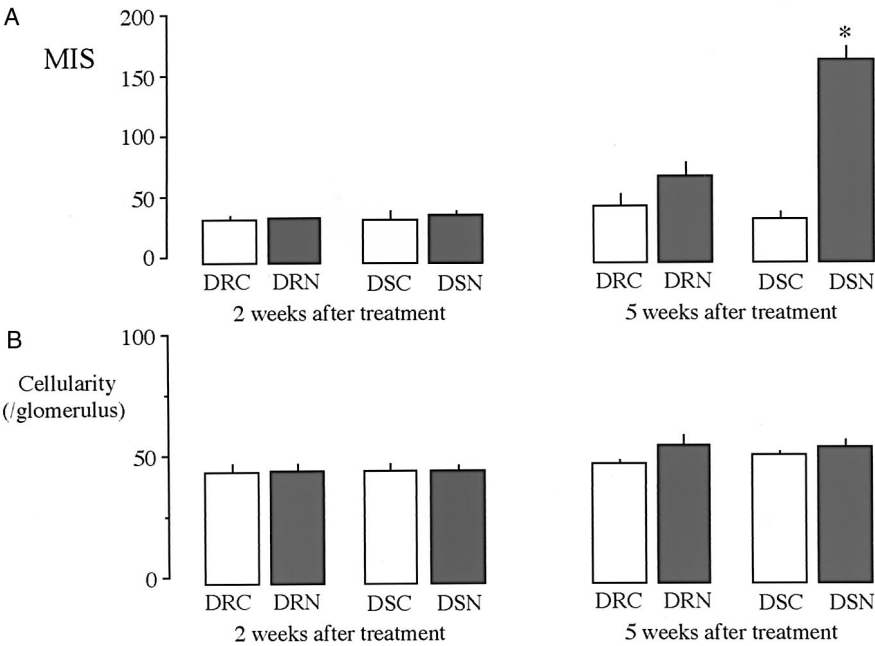 A
MIS
200
150
100
50
0
*
DRC DRN DSC DSN DRC DRN DSC DSN
2 weeks after treatment 5 weeks after treatment
B
Cellularity
(/glomerulus)
100
50
0
DRC DRN DSC DSN DRC DRN DSC DSN
2 weeks after treatment 5 weeks after treatment